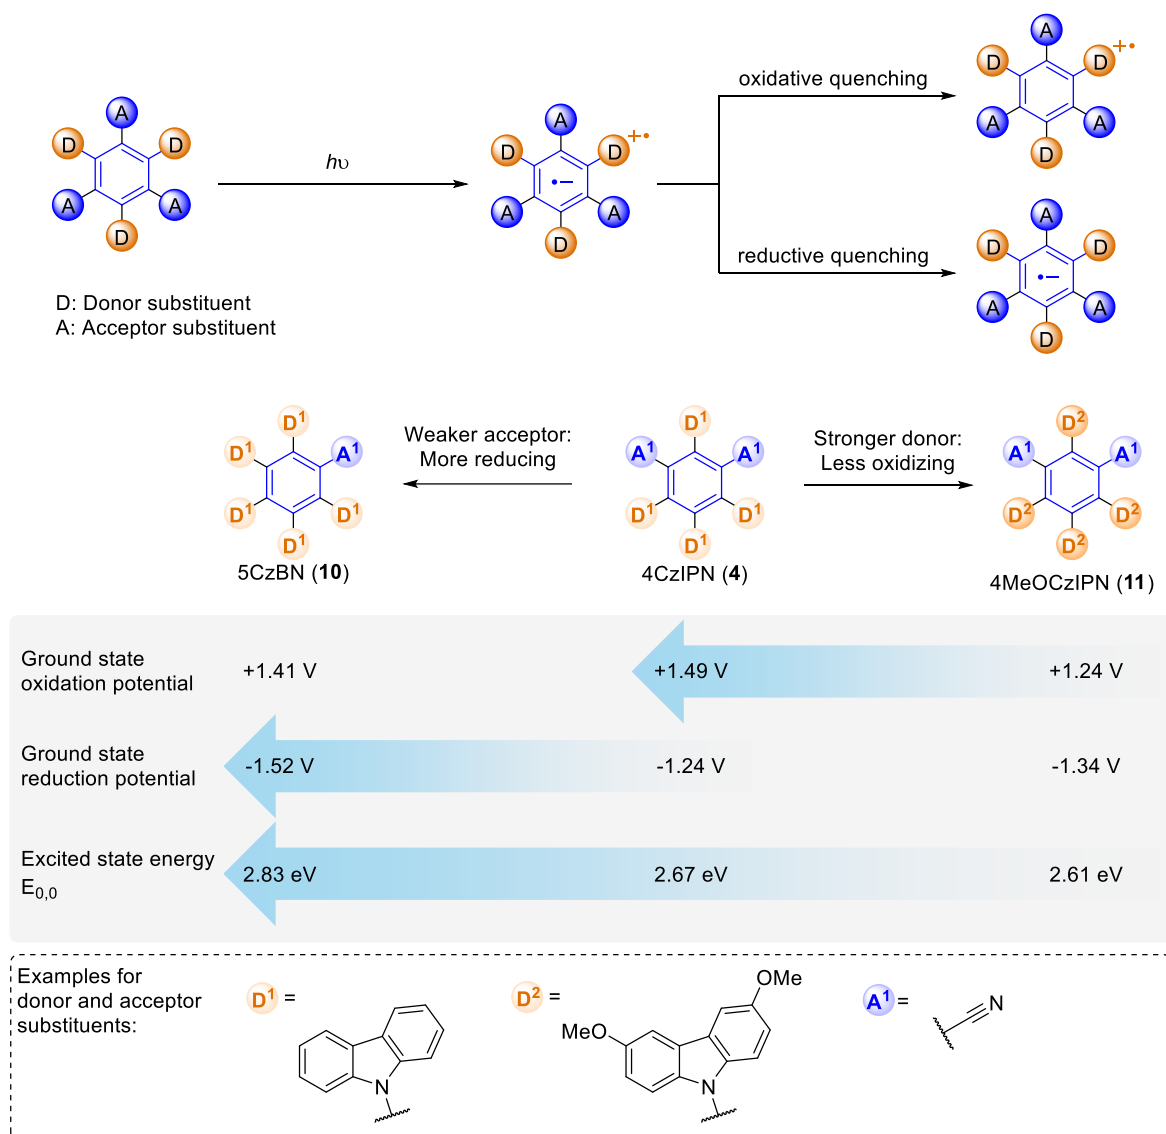 A
D
D
A
A
D
hυ
A
D
D+•
•−
A
A
D
oxidative quenching
A
D
D+•
A
A
D
reductive quenching
A
D
D
•−
A
A
D
D: Donor substituent
A: Acceptor substituent
D¹
D¹
A¹
D¹
D¹
D¹
5CzBN (10)
Weaker acceptor:
More reducing
D¹
A¹
A¹
D¹
D¹
D¹
4CzIPN (4)
Stronger donor:
Less oxidizing
D²
A¹
A¹
D²
D²
D²
4MeOCzIPN (11)
Ground state
oxidation potential
+1.41 V
+1.49 V
+1.24 V
Ground state
reduction potential
-1.52 V
-1.24 V
-1.34 V
Excited state energy
E0,0
2.83 eV
2.67 eV
2.61 eV
Examples for
donor and acceptor
substituents:
D¹ =
N
D² =
OMe
MeO
N
A¹ =
N